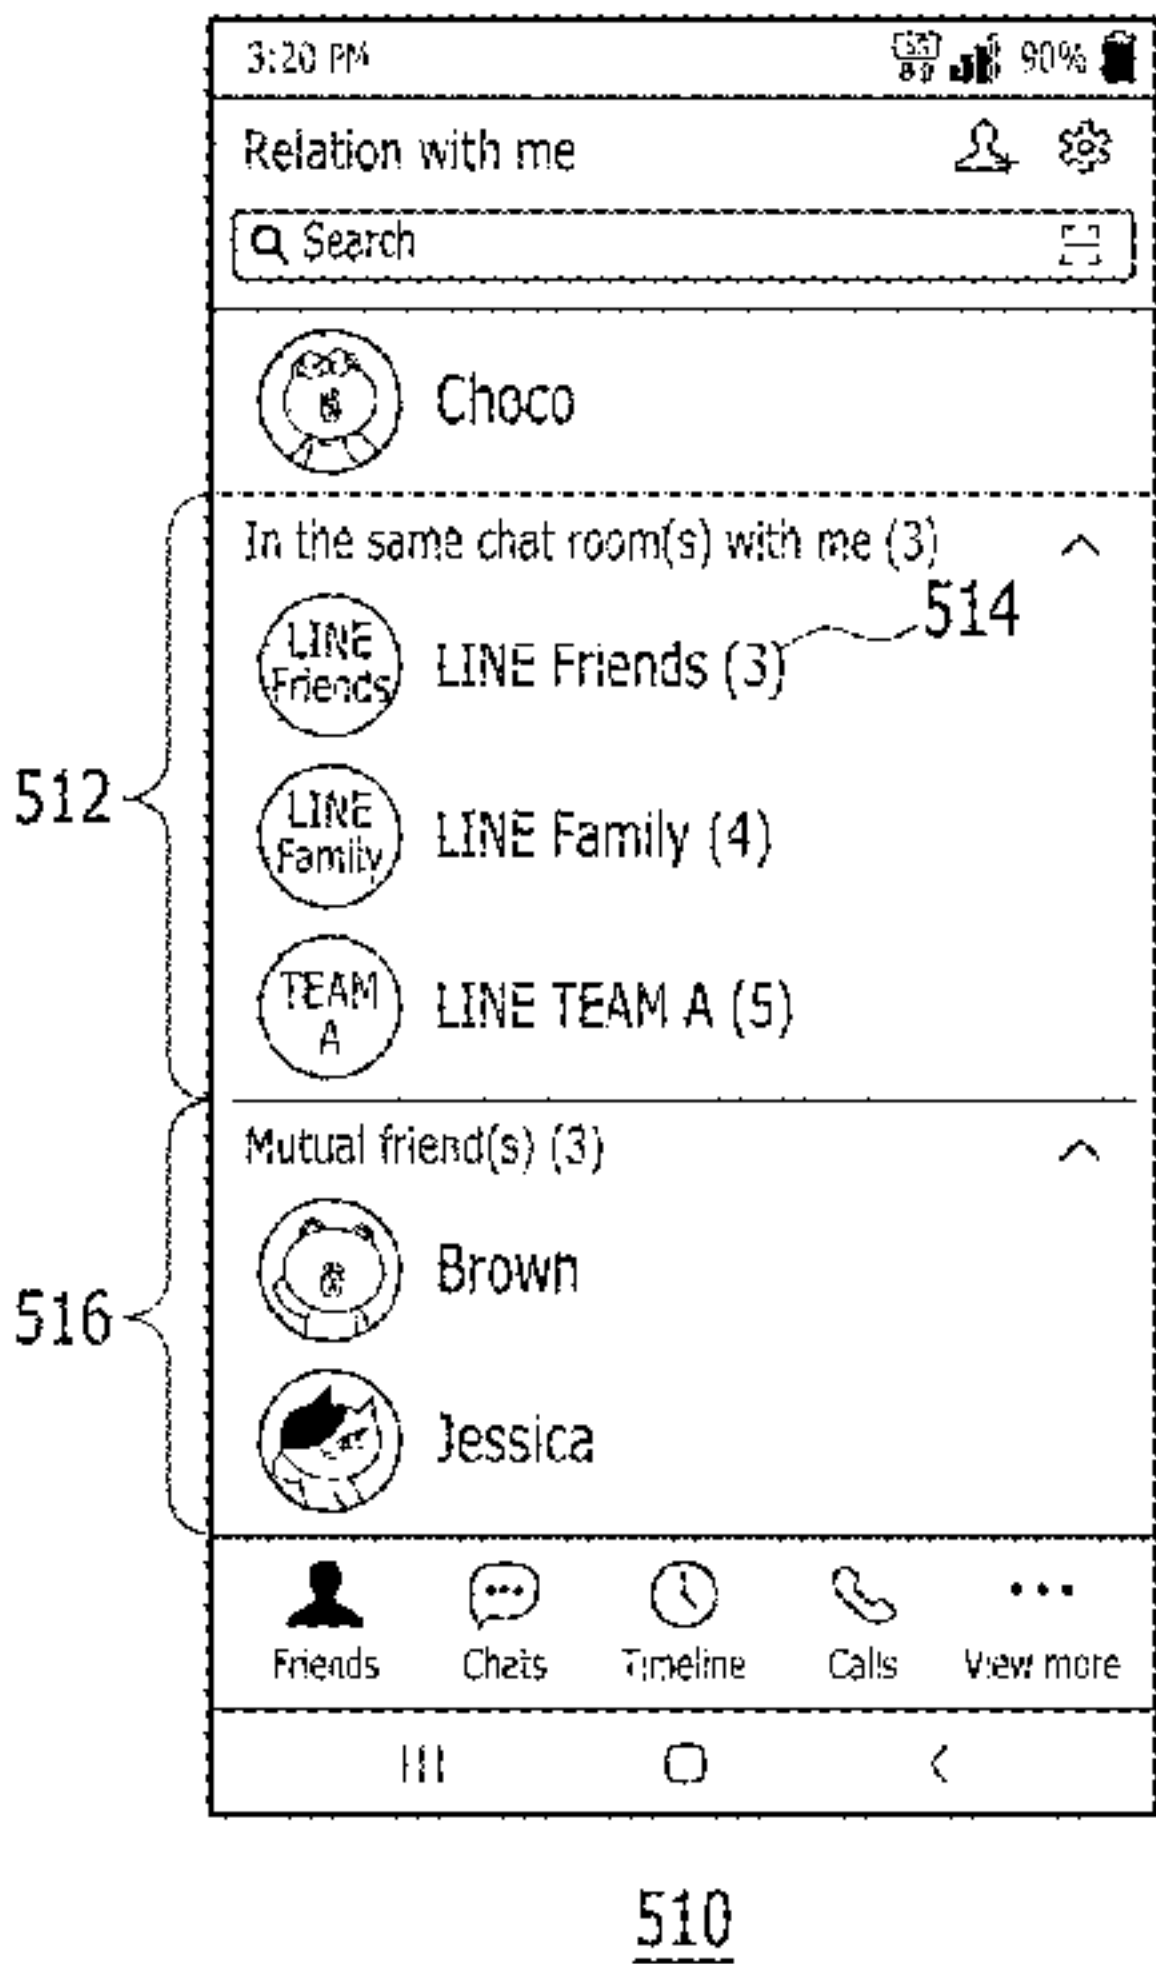 3:20 PM
90%
Relation with me
Search
Choco
In the same chat room(s) with me (3)
514
LINE
Friends
LINE Friends (3)
512
LINE
Family
LINE Family (4)
TEAM
A
LINE TEAM A (5)
Mutual friend(s) (3)
Brown
516
Jessica
Friends Chats Timeline Calls View more
510